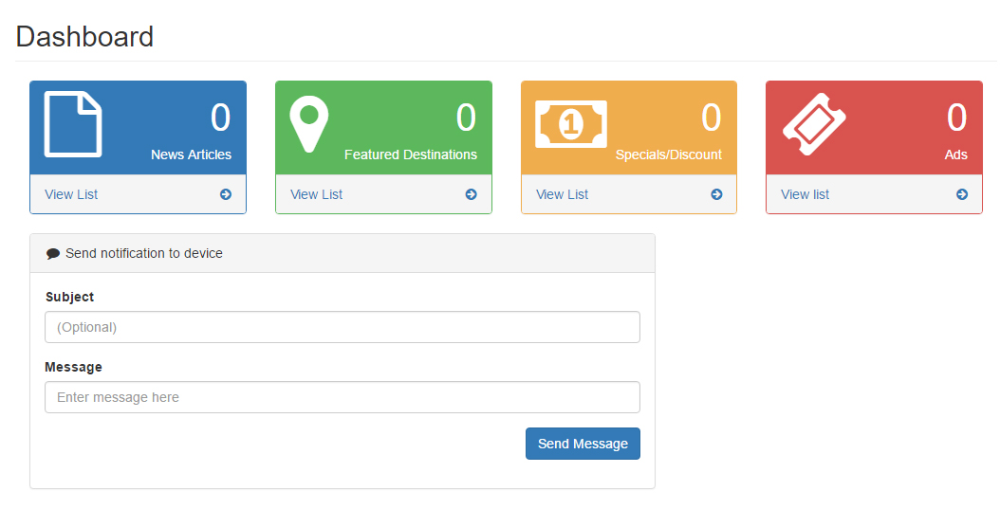 Dashboard
0
News Articles
View List
0
Featured Destinations
View List
1
0
Specials/Discount
View List
0
Ads
View list
Send notification to device
Subject
(Optional)
Message
Enter message here
Send Message